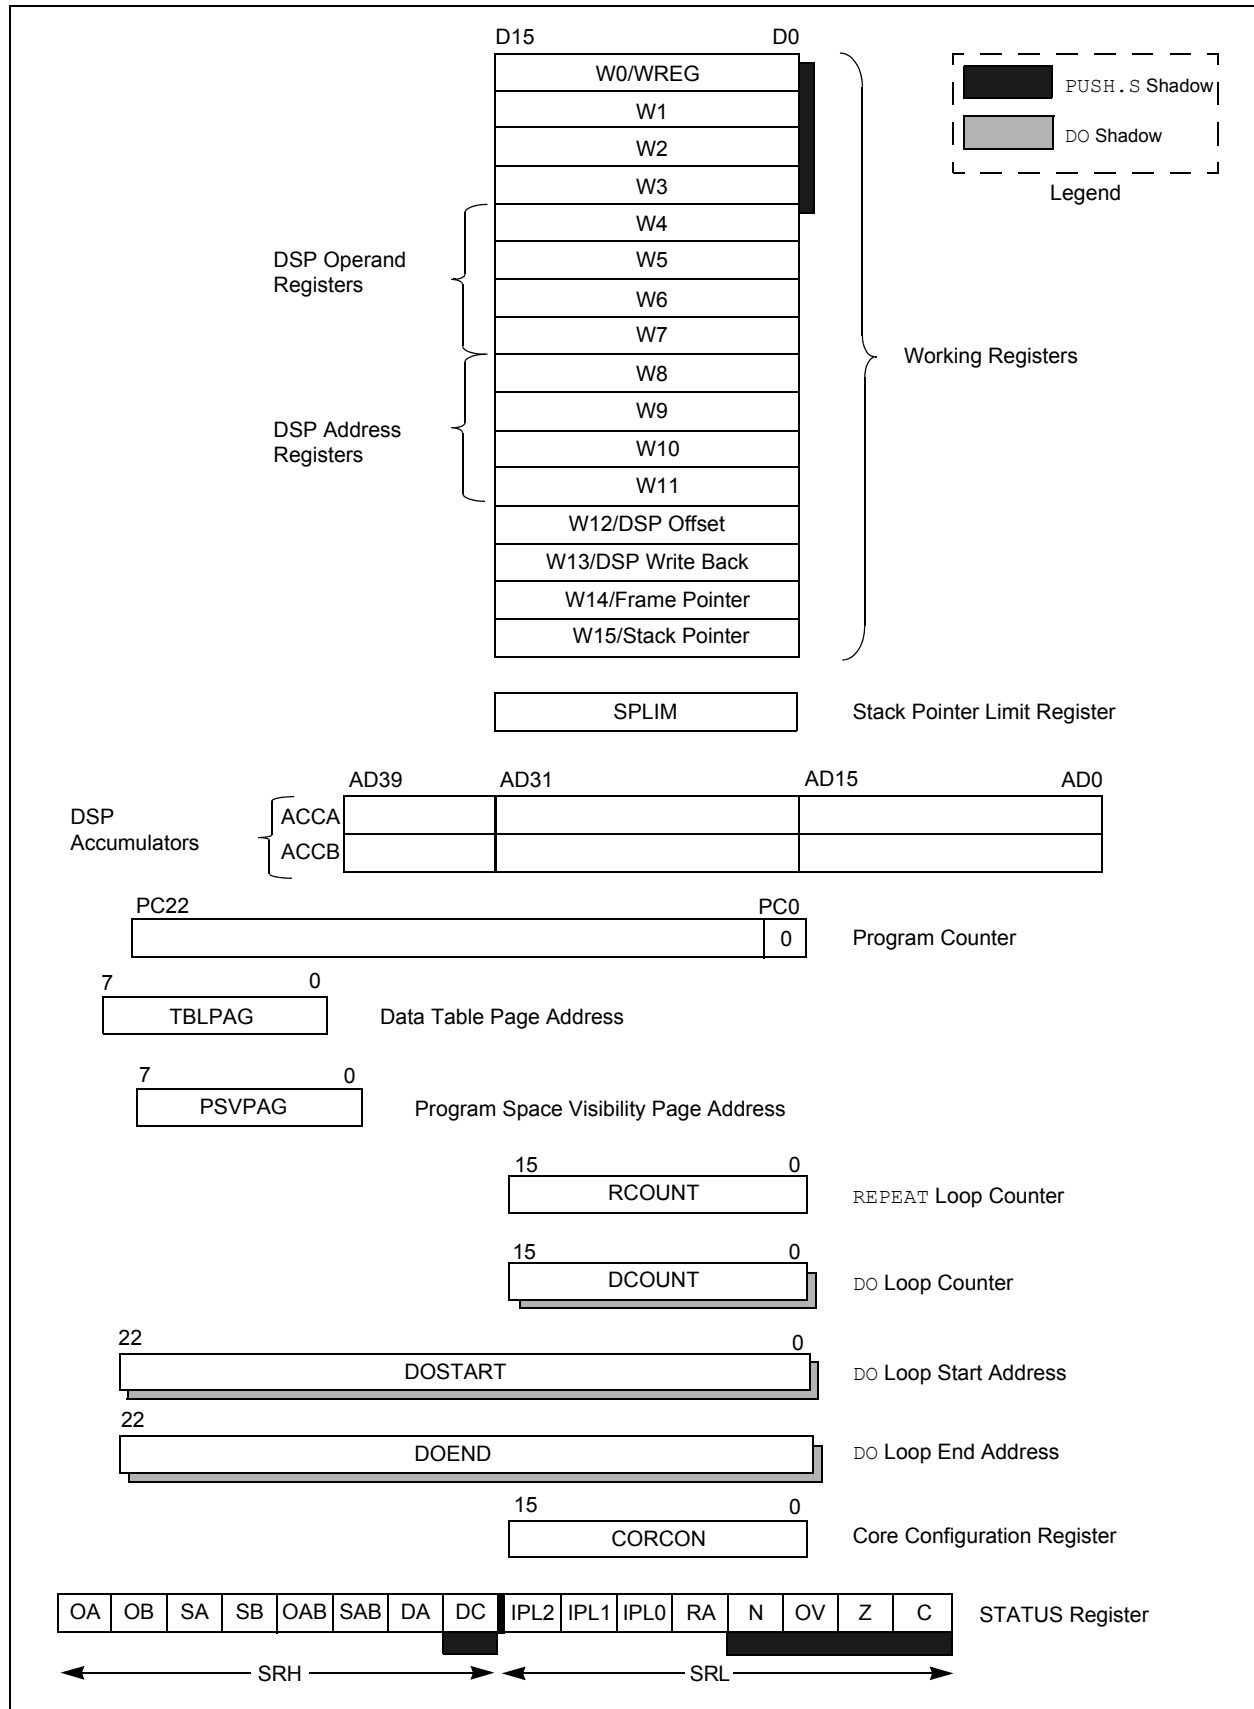 D15 D0
W0/WREG
PUSH.S Shadow
W1
W2
DO Shadow
W3
Legend
W4
DSP Operand
Registers
W5
W6
W7
Working Registers
W8
W9
DSP Address
Registers
W10
W11
W12/DSP Offset
W13/DSP Write Back
W14/Frame Pointer
W15/Stack Pointer
SPLIM Stack Pointer Limit Register
AD39 AD31 AD15 AD0
DSP
Accumulators
ACCA
ACCB
PC22 PC0
0 Program Counter
7 0
TBLPAG Data Table Page Address
7 0
PSVPAG Program Space Visibility Page Address
15 0
RCOUNT REPEAT Loop Counter
15 0
DCOUNT DO Loop Counter
22 0
DOSTART DO Loop Start Address
22
DOEND DO Loop End Address
15 0
CORCON Core Configuration Register
OA OB SA SB OAB SAB DA DC IPL2 IPL1 IPL0 RA N OV Z C STATUS Register
SRH SRL